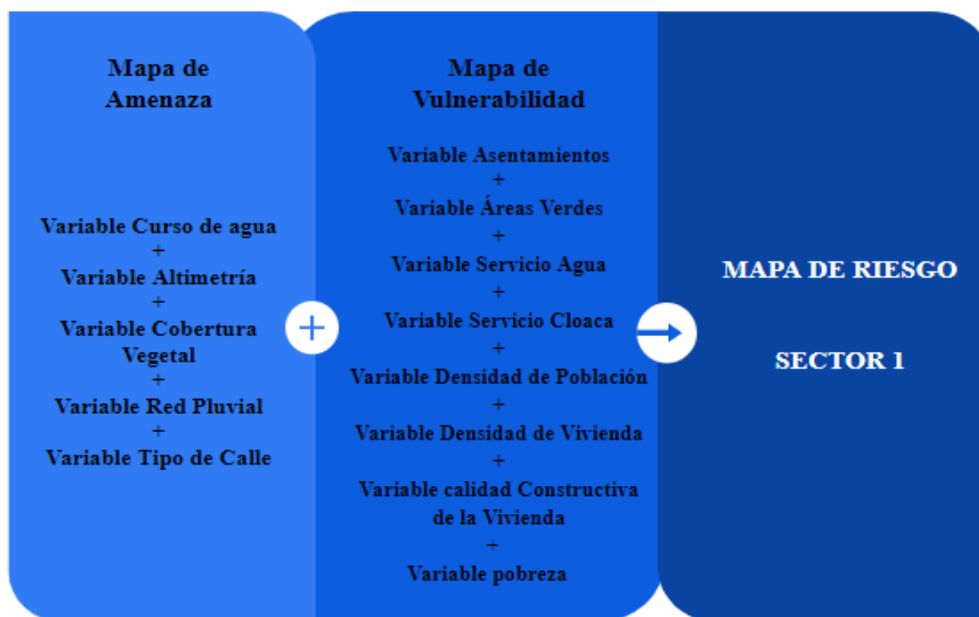 Mapa de
Amenaza
Variable Curso de agua
+
Variable Altimetría
+
Variable Cobertura
Vegetal
+
Variable Red Pluvial
+
Variable Tipo de Calle
+
Mapa de
Vulnerabilidad
Variable Asentamientos
+
Variable Áreas Verdes
+
Variable Servicio Agua
+
Variable Servicio Cloaca
+
Variable Densidad de Población
+
Variable Densidad de Vivienda
+
Variable calidad Constructiva
de la Vivienda
+
Variable pobreza
MAPA DE RIESGO
SECTOR 1